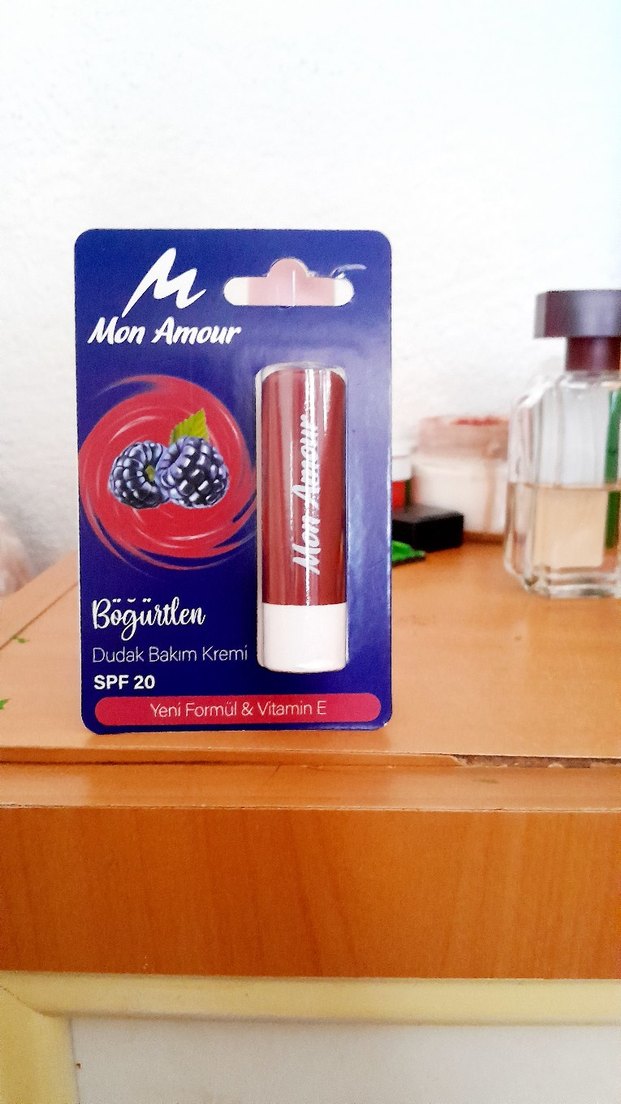 M
Mon Amour
Mon Amour
Böğürtlen
Dudak Bakım Kremi
SPF 20
Yeni Formül & Vitamin E